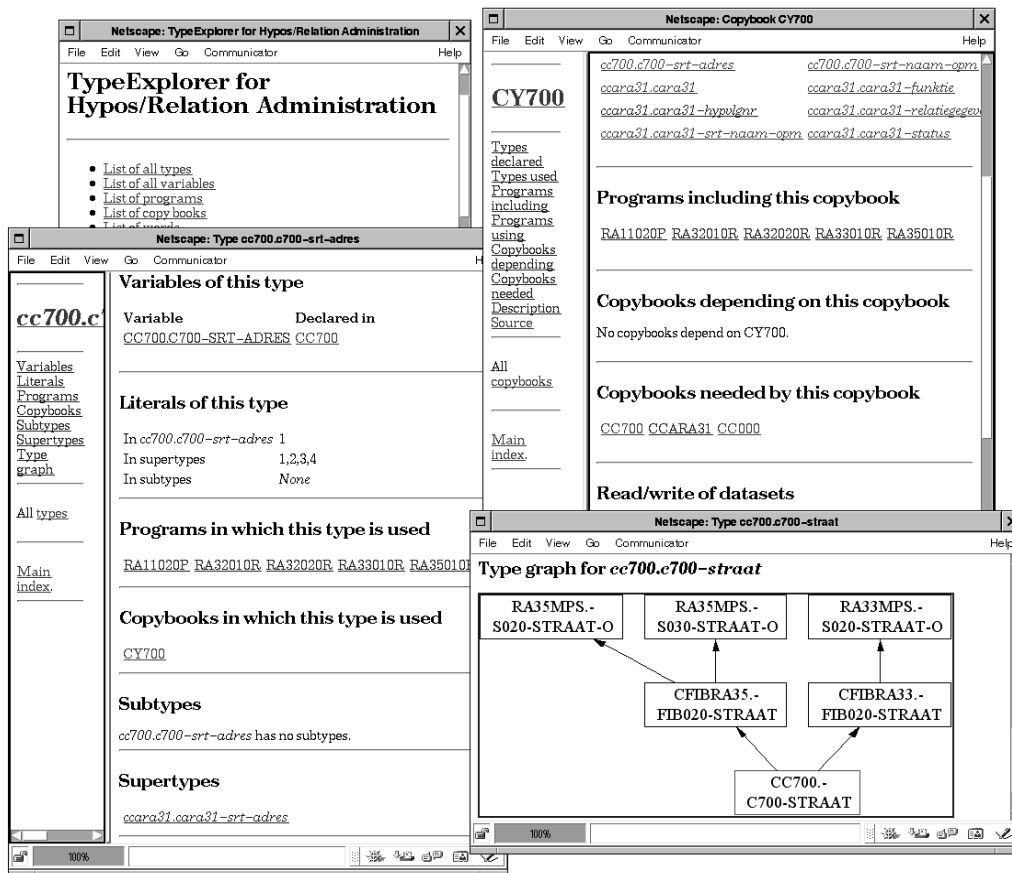 Netscape: TypeExplorer for Hypos/Relation Administration
File Edit View Go Communicator Help
TypeExplorer for
Hypos/Relation Administration
List of all types
List of all variables
List of programs
List of copybooks
List of words
Netscape: Copybook CY700
File Edit View Go Communicator Help
CY700
Types
declared
Types used
Programs
including
Programs
using
Copybooks
depending
Copybooks
needed
Description
Source
All
copybooks
Main
index.
cc700.c700-srt-adres cc700.c700-srt-naam-opm
ccara31.cara31 ccara31.cara31-funktie
ccara31.cara31-hypvlgnr ccara31.cara31-relatiegegev
ccara31.cara31-srt-naam-opm ccara31.cara31-status
Programs including this copybook
RA11020P RA32010R RA32020R RA33010R RA35010R
Copybooks depending on this copybook
No copybooks depend on CY700.
Copybooks needed by this copybook
CC700 CCARA31 CC000
Read/write of datasets
Netscape: Type cc700.c700-srt-adres
File Edit View Go Communicator H
cc700.c'
Variables
Literals
Programs
Copybooks
Subtypes
Supertypes
Type
graph
All types
Main
index.
Variables of this type
Variable Declared in
CC700.C700-SRT-ADRES CC700
Literals of this type
In cc700.c700-srt-adres 1
In supertypes 1,2,3,4
In subtypes None
Programs in which this type is used
RA11020P RA32010R RA32020R RA33010R RA35010R
Copybooks in which this type is used
CY700
Subtypes
cc700.c700-srt-adres has no subtypes.
Supertypes
ccara31.cara31-srt-adres
100%
Netscape: Type cc700.c700-straat
File Edit View Go Communicator Help
Type graph for cc700.c700-straat
RA35MPS.-
S020-STRAAT-O
RA35MPS.-
S030-STRAAT-O
RA33MPS.-
S020-STRAAT-O
CFIBRA35.-
FIB020-STRAAT
CFIBRA33.-
FIB020-STRAAT
CC700.-
C700-STRAAT
100%